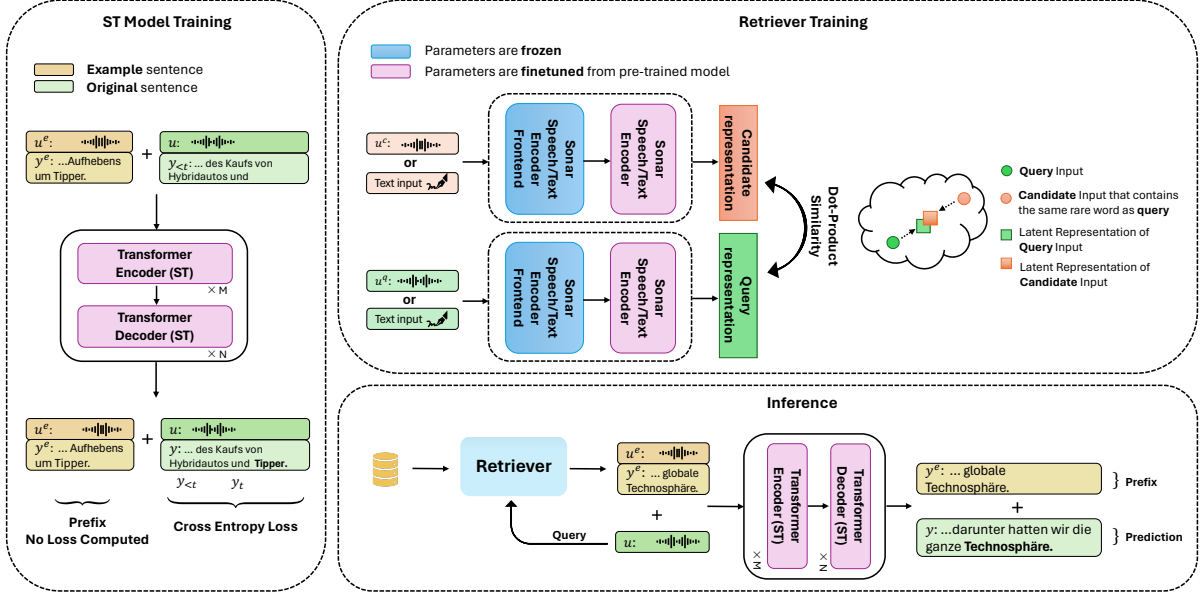 ST Model Training
Example sentence
Original sentence
uᵉ:
yᵉ: ...Aufhebens
um Tipper.
+
u:
y<t: ... des Kaufs von
Hybridautos und
Transformer
Encoder (ST)
× M
Transformer
Decoder (ST)
× N
uᵉ:
yᵉ: ... Aufhebens
um Tipper.
+
u:
y: ... des Kaufs von
Hybridautos und Tipper.
y<t yt
Prefix
No Loss Computed
Cross Entropy Loss
Retriever Training
Parameters are frozen
Parameters are finetuned from pre-trained model
uᶜ:
or
Text input
Sonar
Speech/Text
Encoder
Frontend
Sonar
Speech/Text
Encoder
Candidate
representation
u^q:
or
Text input
Sonar
Speech/Text
Encoder
Frontend
Sonar
Speech/Text
Encoder
Query
representation
Dot-Product
Similarity
Query Input
Candidate Input that contains
the same rare word as query
Latent Representation of
Query Input
Latent Representation of
Candidate Input
Inference
Retriever
Query
uᵉ:
yᵉ: ... globale
Technosphäre.
+
u:
Transformer
Encoder (ST)
× M
Transformer
Decoder (ST)
× N
yᵉ: ... globale
Technosphäre.
} Prefix
+
y: ...darunter hatten wir die
ganze Technosphäre.
} Prediction